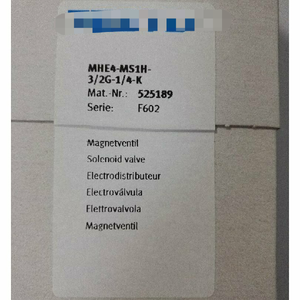 MHE4-MS1H-
3/2G-1/4-K
Mat.-Nr.: 525189
Serie: F602
Magnetventil
Solenoid valve
Electrodistributeur
Electroválvula
Elettrovalvola
Magnetventil